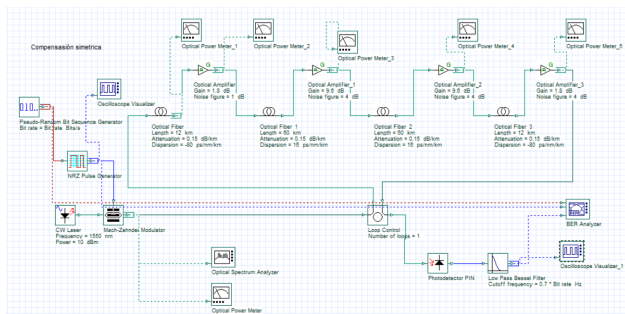 Optical Power Meter_1
Optical Power Meter_2
Optical Power Meter_3
Optical Power Meter_4
Optical Power Meter_5
Compensasión simetrica
Optical Amplifier
Gain = 1.8 dB
Noise figure = 1 dB
Optical Amplifier_1
Gain = 9.6 dB
Noise figure = 4 dB
Optical Amplifier_2
Gain = 9.6 dB
Noise figure = 4 dB
Optical Amplifier_3
Gain = 1.8 dB
Noise figure = 4 dB
Oscilloscope Visualizer
Pseudo-Random Bit Sequence Generator
Bit rate = Bit rate Bits/s
Optical Fiber
Length = 12 km
Attenuation = 0.15 dB/km
Dispersion = -80 ps/nm/km
Optical Fiber 1
Length = 60 km
Attenuation = 0.15 dB/km
Dispersion = 16 ps/nm/km
Optical Fiber 2
Length = 60 km
Attenuation = 0.15 dB/km
Dispersion = 16 ps/nm/km
Optical Fiber 3
Length = 12 km
Attenuation = 0.15 dB/km
Dispersion = -80 ps/nm/km
NRZ Pulse Generator
CW Laser
Frequency = 1550 nm
Power = 10 dBm
Mach-Zehnder Modulator
Loop Control
Number of loops = 1
BER Analyzer
Optical Spectrum Analyzer
Photodetector PIN
Low Pass Bessel Filter
Cutoff frequency = 0.7 * Bit rate Hz
Oscilloscope Visualizer_1
Optical Power Meter